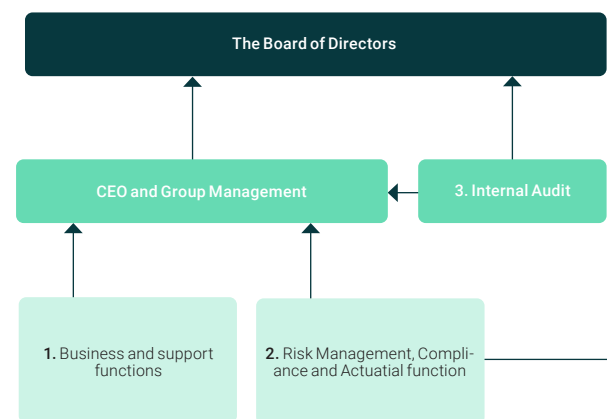 The Board of Directors
CEO and Group Management
3. Internal Audit
1. Business and support
functions
2. Risk Management, Compli-
ance and Actuatial function